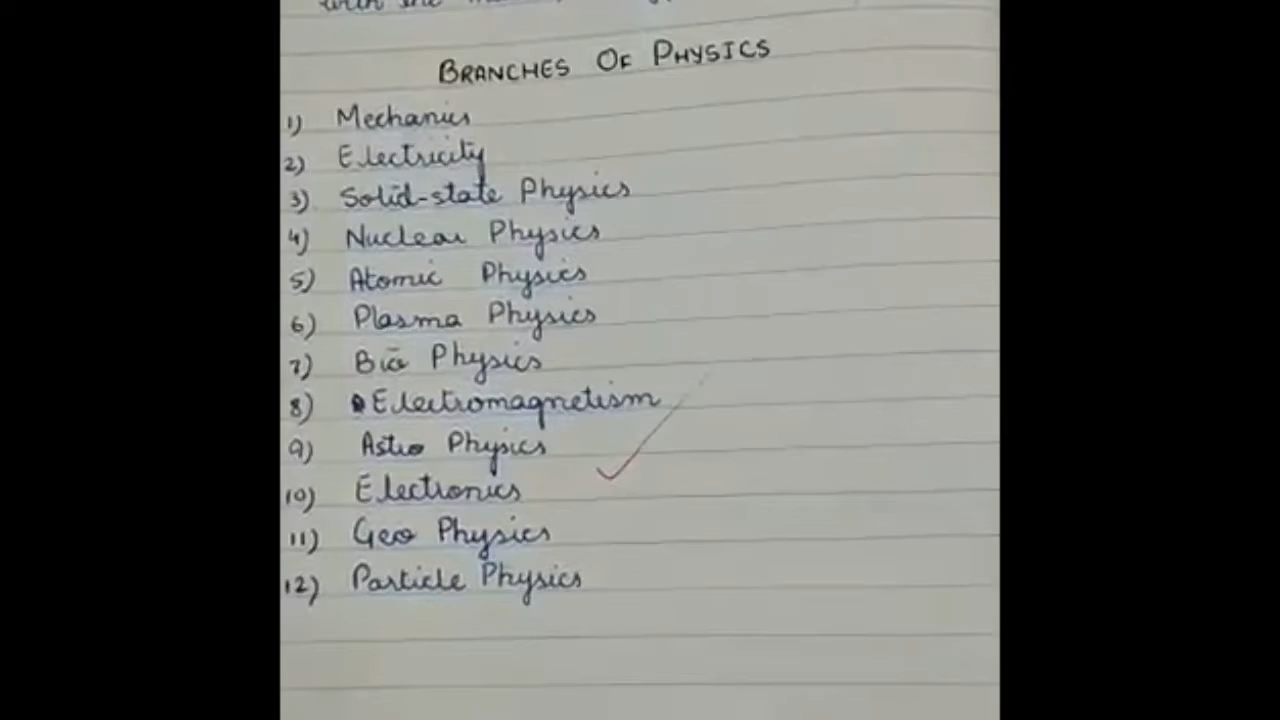 BRANCHES OF PHYSICS
1) Mechanics
2) Electricity
3) Solid-state Physics
4) Nuclear Physics
5) Atomic Physics
6) Plasma Physics
7) Bio Physics
8) Electromagnetism
9) Astro Physics
10) Electronics
11) Geo Physics
12) Particle Physics